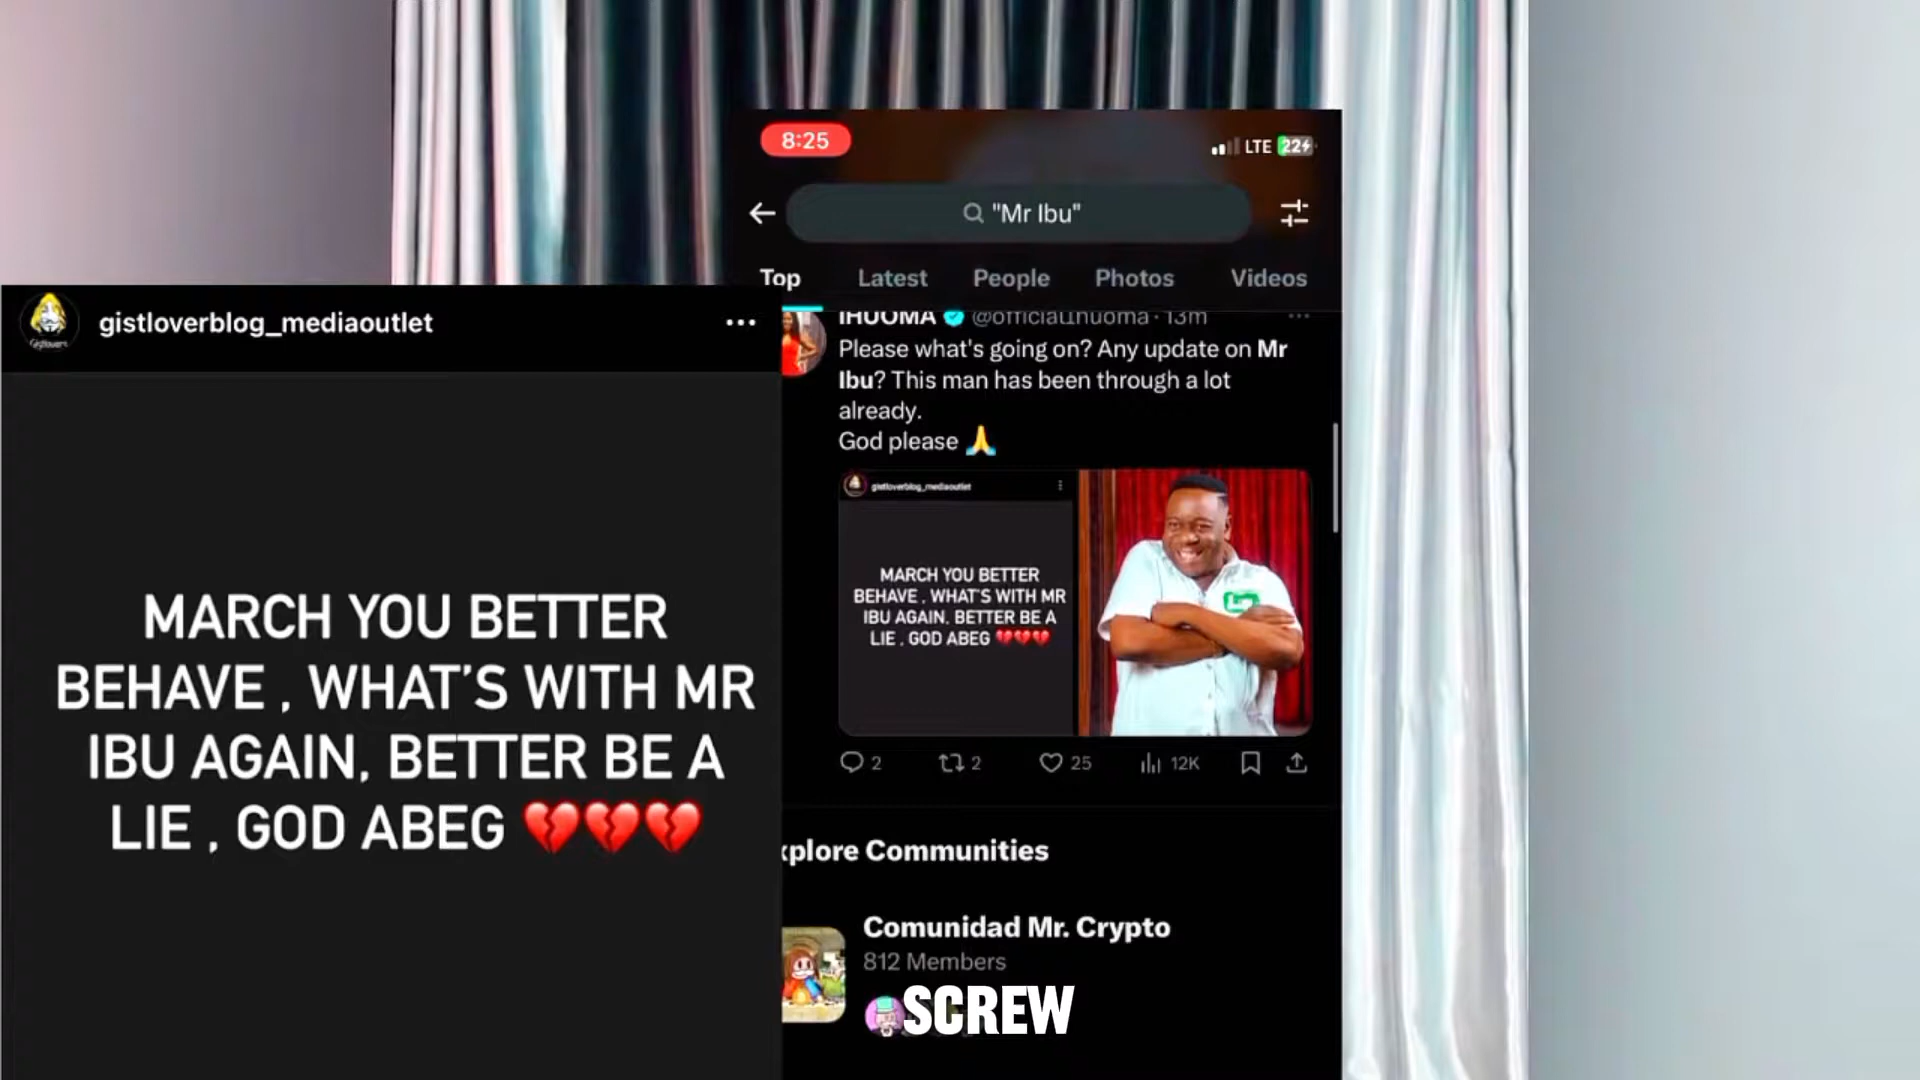 8:25
LTE 22
"Mr Ibu"
Top Latest People Photos Videos
gistloverblog_mediaoutlet
MARCH YOU BETTER
BEHAVE , WHAT'S WITH MR
IBU AGAIN, BETTER BE A
LIE , GOD ABEG 💔💔💔
IHUOMA @officialihuoma · 13m
Please what's going on? Any update on Mr
Ibu? This man has been through a lot
already.
God please 🙏
gistloverblog_mediaoutlet
MARCH YOU BETTER
BEHAVE , WHAT'S WITH MR
IBU AGAIN, BETTER BE A
LIE , GOD ABEG 💔💔💔
2 2 25 12K
xplore Communities
Comunidad Mr. Crypto
812 Members
SCREW